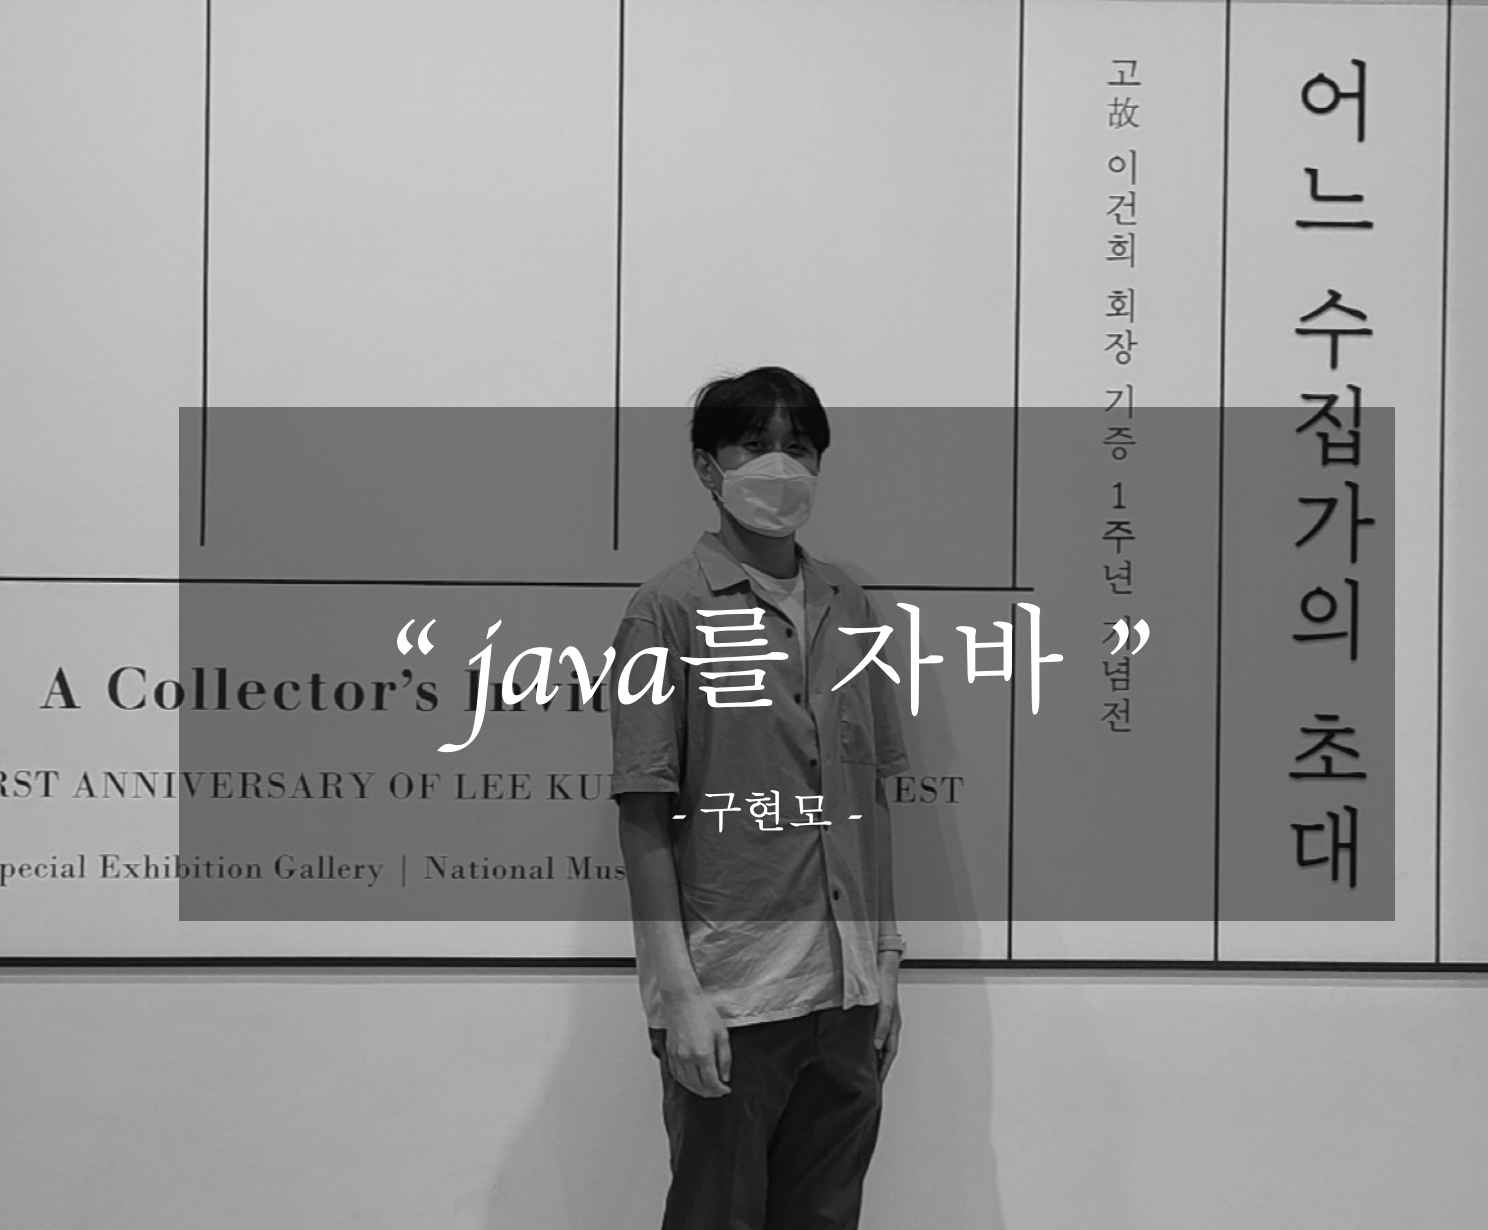 어느 수집가의 초대
고故 이건희 회장 기증 1주년 기념전
“ java를 자바 ”
A Collector’s Invit
- 구현모 -
RST ANNIVERSARY OF LEE KU EST
pecial Exhibition Gallery | National Mus